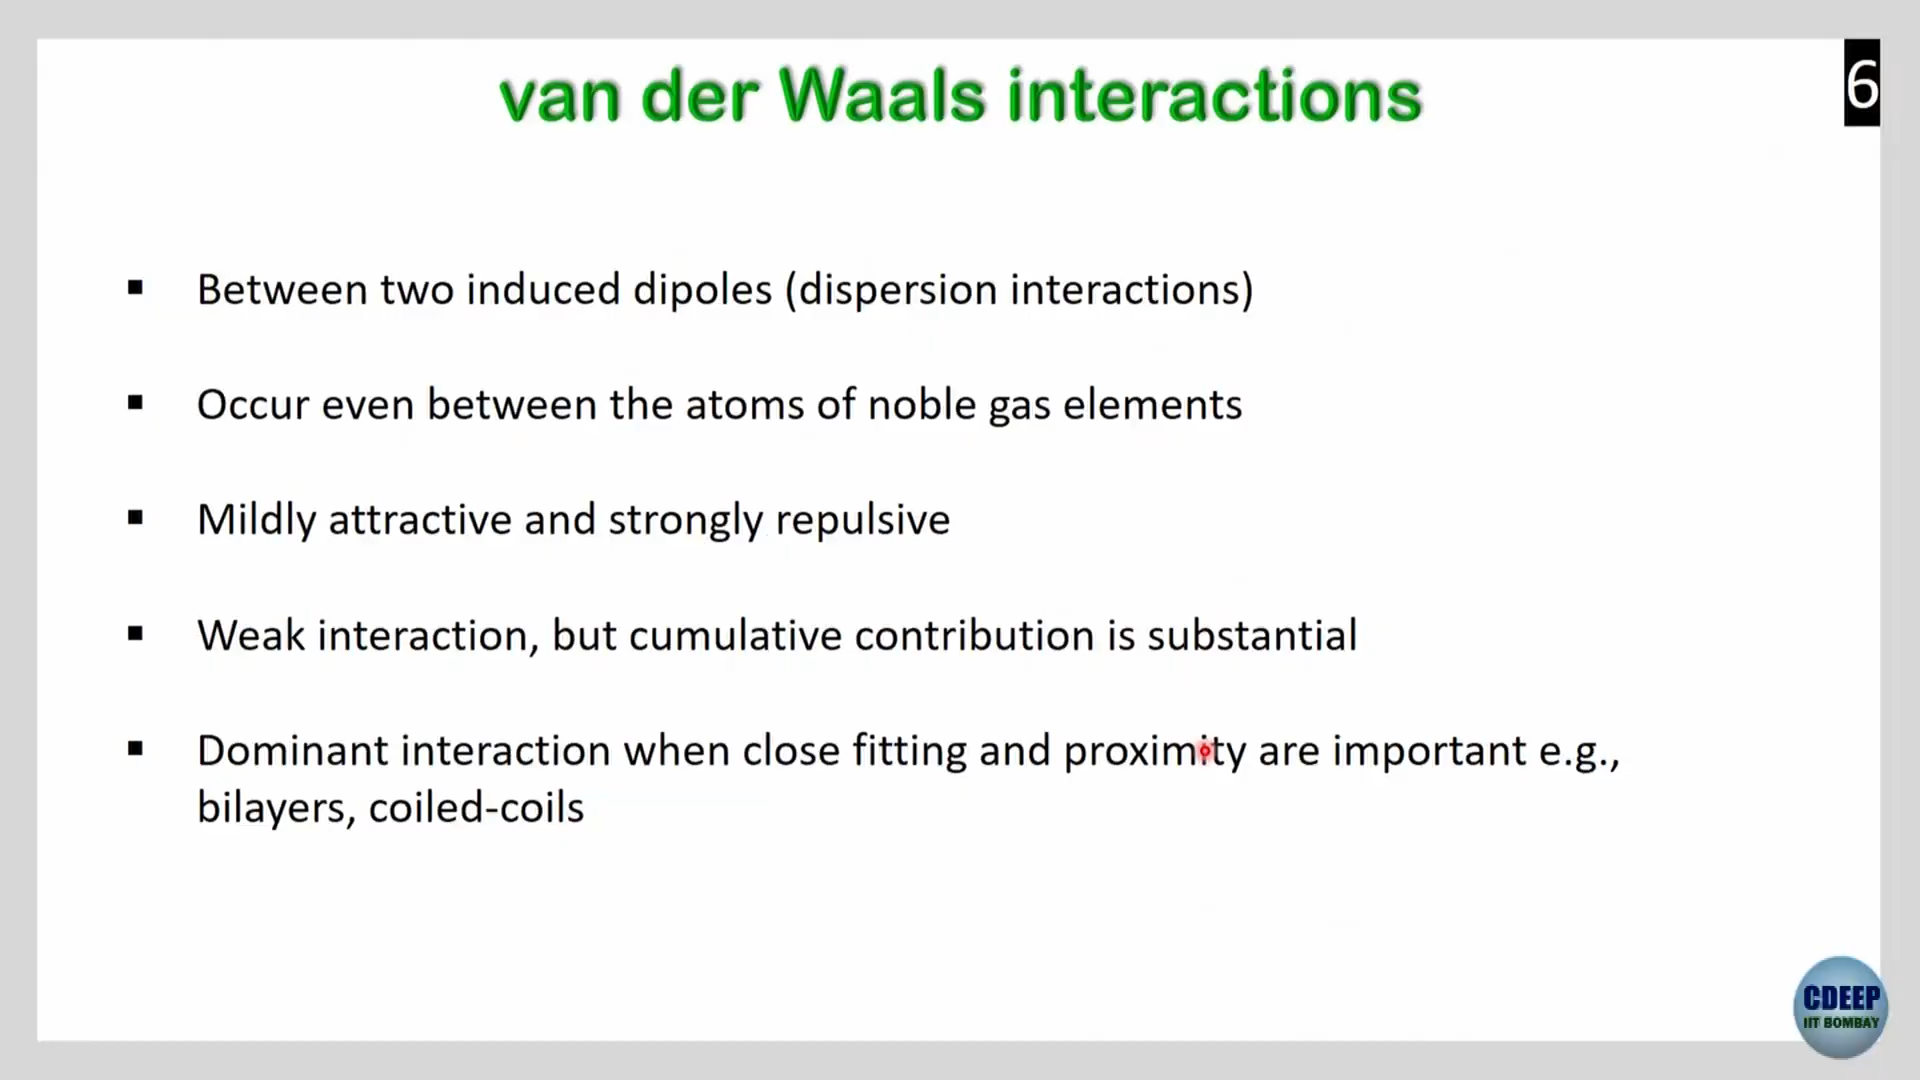 van der Waals interactions
6
▪ Between two induced dipoles (dispersion interactions)
▪ Occur even between the atoms of noble gas elements
▪ Mildly attractive and strongly repulsive
▪ Weak interaction, but cumulative contribution is substantial
▪ Dominant interaction when close fitting and proximity are important e.g.,
bilayers, coiled-coils
CDEEP
IIT BOMBAY